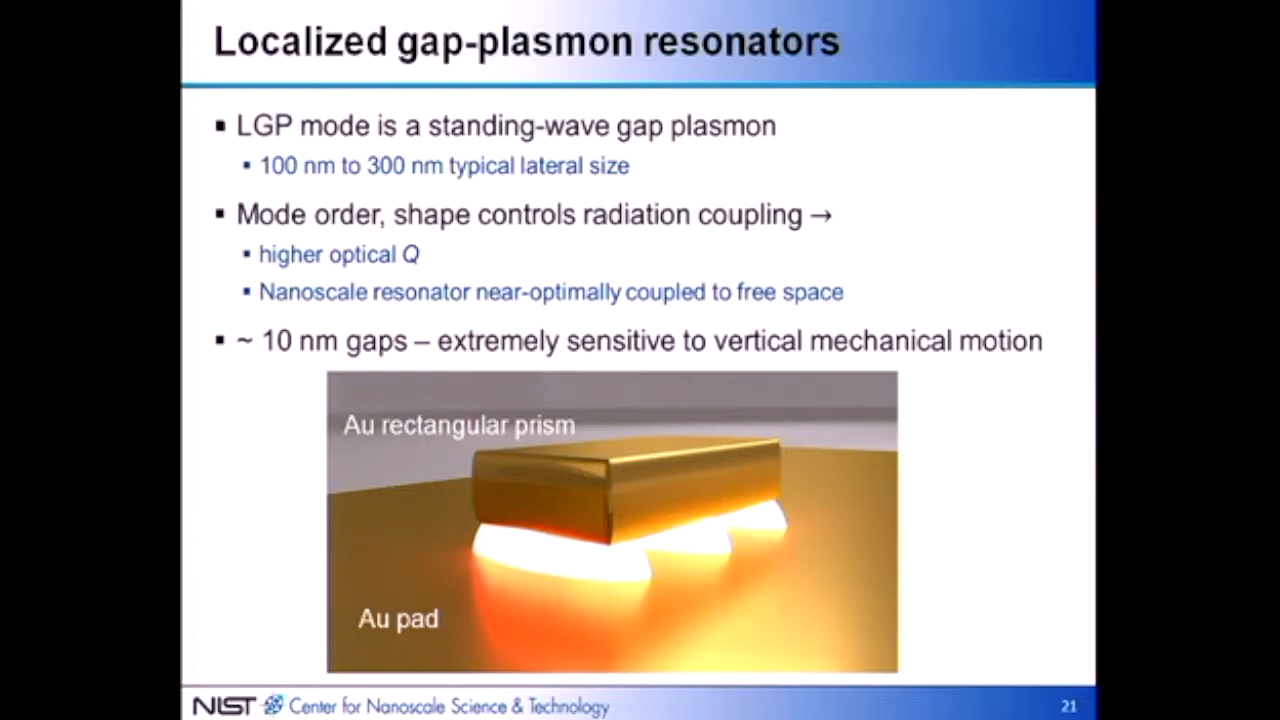 Localized gap-plasmon resonators
▪ LGP mode is a standing-wave gap plasmon
▪ 100 nm to 300 nm typical lateral size
▪ Mode order, shape controls radiation coupling →
▪ higher optical Q
▪ Nanoscale resonator near-optimally coupled to free space
▪ ~ 10 nm gaps – extremely sensitive to vertical mechanical motion
Au rectangular prism
Au pad
NIST Center for Nanoscale Science & Technology
21